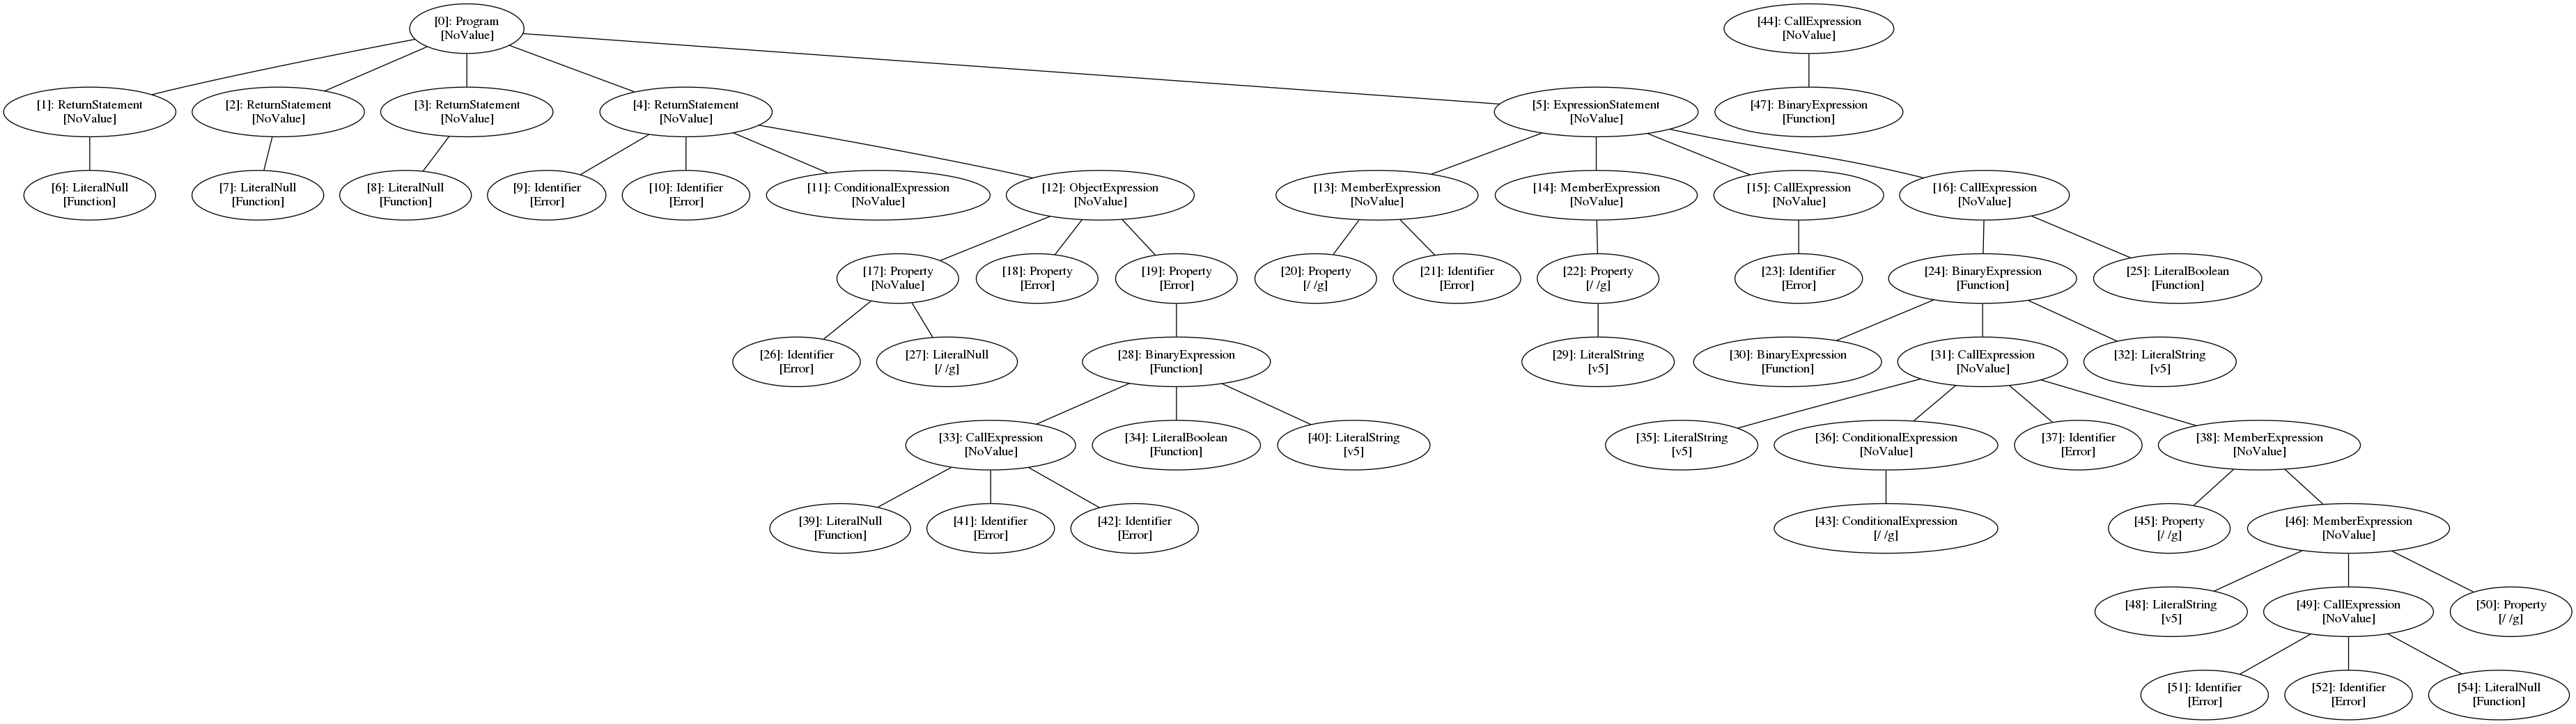 [0]: Program
[NoValue]
[44]: CallExpression
[NoValue]
[1]: ReturnStatement
[NoValue]
[2]: ReturnStatement
[NoValue]
[3]: ReturnStatement
[NoValue]
[4]: ReturnStatement
[NoValue]
[5]: ExpressionStatement
[NoValue]
[47]: BinaryExpression
[Function]
[6]: LiteralNull
[Function]
[7]: LiteralNull
[Function]
[8]: LiteralNull
[Function]
[9]: Identifier
[Error]
[10]: Identifier
[Error]
[11]: ConditionalExpression
[NoValue]
[12]: ObjectExpression
[NoValue]
[13]: MemberExpression
[NoValue]
[14]: MemberExpression
[NoValue]
[15]: CallExpression
[NoValue]
[16]: CallExpression
[NoValue]
[17]: Property
[NoValue]
[18]: Property
[Error]
[19]: Property
[Error]
[20]: Property
[/ /g]
[21]: Identifier
[Error]
[22]: Property
[/ /g]
[23]: Identifier
[Error]
[24]: BinaryExpression
[Function]
[25]: LiteralBoolean
[Function]
[26]: Identifier
[Error]
[27]: LiteralNull
[/ /g]
[28]: BinaryExpression
[Function]
[29]: LiteralString
[v5]
[30]: BinaryExpression
[Function]
[31]: CallExpression
[NoValue]
[32]: LiteralString
[v5]
[33]: CallExpression
[NoValue]
[34]: LiteralBoolean
[Function]
[40]: LiteralString
[v5]
[35]: LiteralString
[v5]
[36]: ConditionalExpression
[NoValue]
[37]: Identifier
[Error]
[38]: MemberExpression
[NoValue]
[39]: LiteralNull
[Function]
[41]: Identifier
[Error]
[42]: Identifier
[Error]
[43]: ConditionalExpression
[/ /g]
[45]: Property
[/ /g]
[46]: MemberExpression
[NoValue]
[48]: LiteralString
[v5]
[49]: CallExpression
[NoValue]
[50]: Property
[/ /g]
[51]: Identifier
[Error]
[52]: Identifier
[Error]
[54]: LiteralNull
[Function]